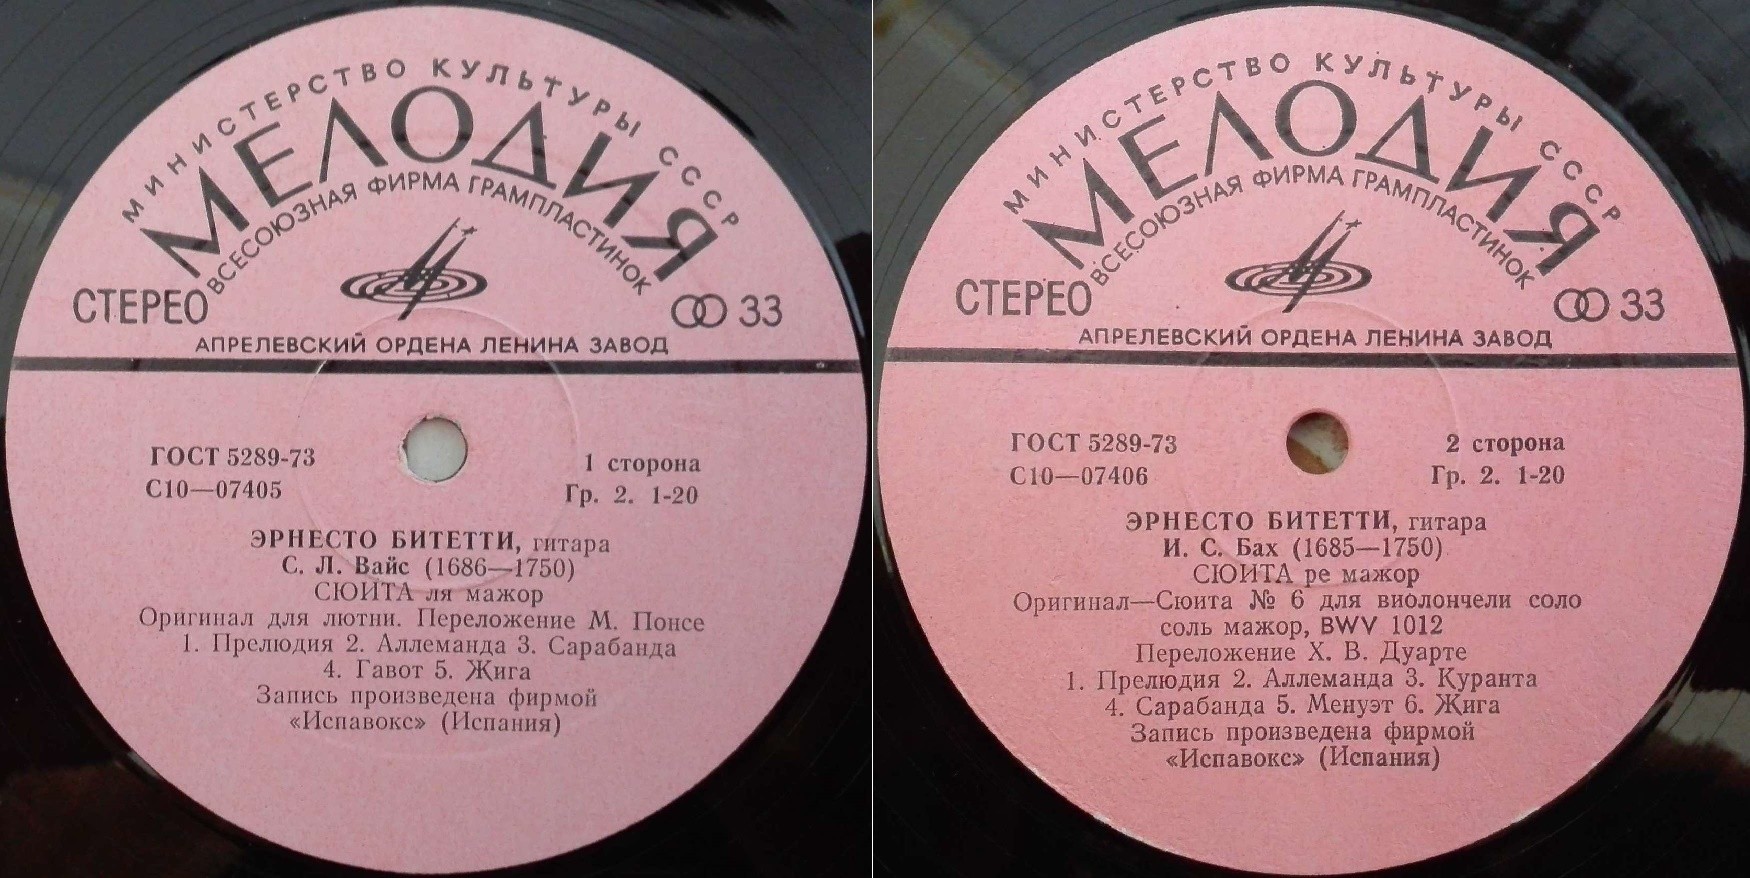 МИНИСТЕРСТВО КУЛЬТУРЫ СССР
МЕЛОДИЯ
ВСЕСОЮЗНАЯ ФИРМА ГРАМПЛАСТИНОК
СТЕРЕО
33
АПРЕЛЕВСКИЙ ОРДЕНА ЛЕНИНА ЗАВОД
ГОСТ 5289-73
С10—07405
1 сторона
Гр. 2. 1-20
ЭРНЕСТО БИТЕТТИ, гитара
С. Л. Вайс (1686—1750)
СЮИТА ля мажор
Оригинал для лютни. Переложение М. Понсе
1. Прелюдия 2. Аллеманда 3. Сарабанда
4. Гавот 5. Жига
Запись произведена фирмой
«Испавокс» (Испания)
МИНИСТЕРСТВО КУЛЬТУРЫ СССР
МЕЛОДИЯ
ВСЕСОЮЗНАЯ ФИРМА ГРАМПЛАСТИНОК
СТЕРЕО
33
АПРЕЛЕВСКИЙ ОРДЕНА ЛЕНИНА ЗАВОД
ГОСТ 5289-73
С10—07406
2 сторона
Гр. 2. 1-20
ЭРНЕСТО БИТЕТТИ, гитара
И. С. Бах (1685—1750)
СЮИТА ре мажор
Оригинал—Сюита № 6 для виолончели соло
соль мажор, BWV 1012
Переложение Х. В. Дуарте
1. Прелюдия 2. Аллеманда 3. Куранта
4. Сарабанда 5. Менуэт 6. Жига
Запись произведена фирмой
«Испавокс» (Испания)